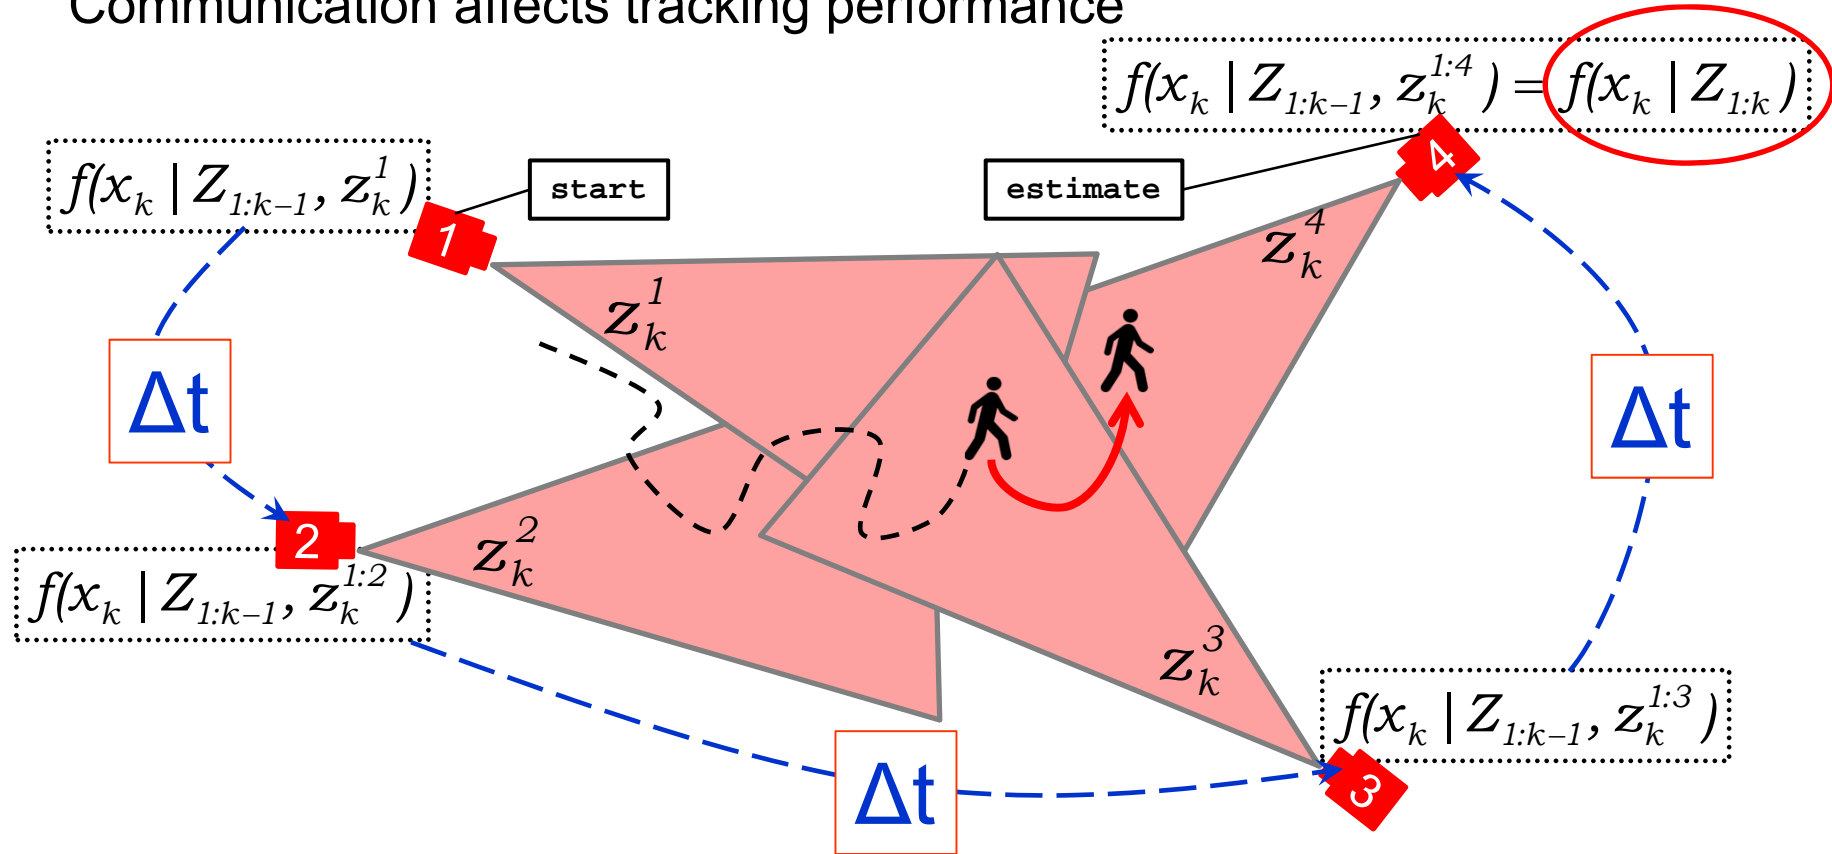 Communication affects tracking performance
f(x_k | Z_{1:k−1}, z_k^{1:4}) = f(x_k | Z_{1:k})
f(x_k | Z_{1:k−1}, z_k^1)
start
estimate
4
1
z_k^4
z_k^1
Δt
Δt
2
z_k^2
f(x_k | Z_{1:k−1}, z_k^{1:2})
z_k^3
f(x_k | Z_{1:k−1}, z_k^{1:3})
Δt
3